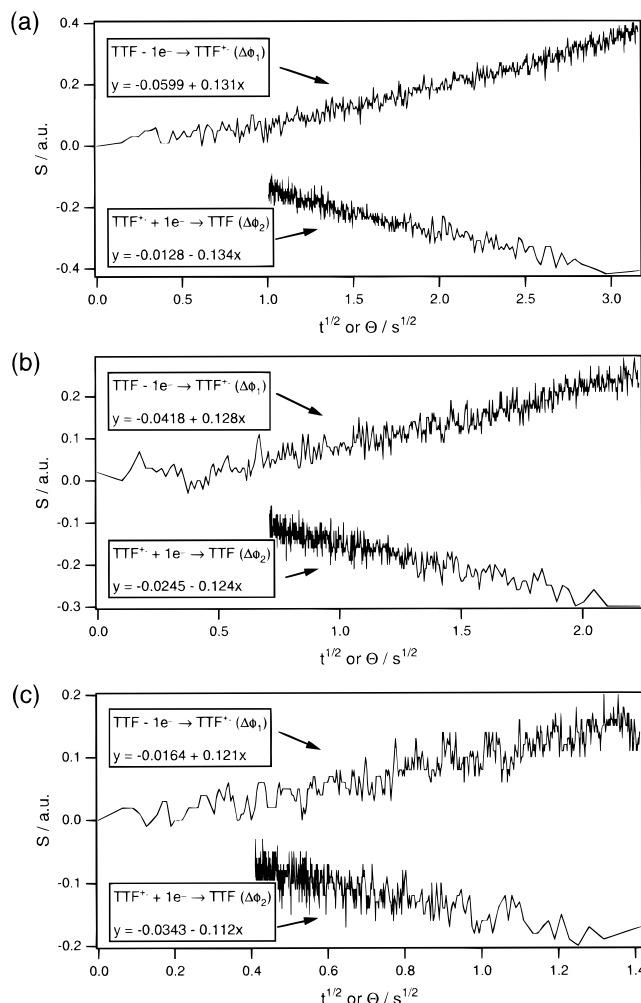 (a)
0.4
0.2
0.0
-0.2
-0.4
S / a.u.
TTF - 1e⁻ → TTF⁺· (Δϕ₁)
y = -0.0599 + 0.131x
TTF⁺· + 1e⁻ → TTF (Δϕ₂)
y = -0.0128 - 0.134x
0.0 0.5 1.0 1.5 2.0 2.5 3.0
t^1/2 or Θ / s^1/2
(b)
0.2
0.1
0.0
-0.1
-0.2
-0.3
S / a.u.
TTF - 1e⁻ → TTF⁺· (Δϕ₁)
y = -0.0418 + 0.128x
TTF⁺· + 1e⁻ → TTF (Δϕ₂)
y = -0.0245 - 0.124x
0.0 0.5 1.0 1.5 2.0
t^1/2 or Θ / s^1/2
(c)
0.2
0.1
0.0
-0.1
-0.2
S / a.u.
TTF - 1e⁻ → TTF⁺· (Δϕ₁)
y = -0.0164 + 0.121x
TTF⁺· + 1e⁻ → TTF (Δϕ₂)
y = -0.0343 - 0.112x
0.0 0.2 0.4 0.6 0.8 1.0 1.2 1.4
t^1/2 or Θ / s^1/2